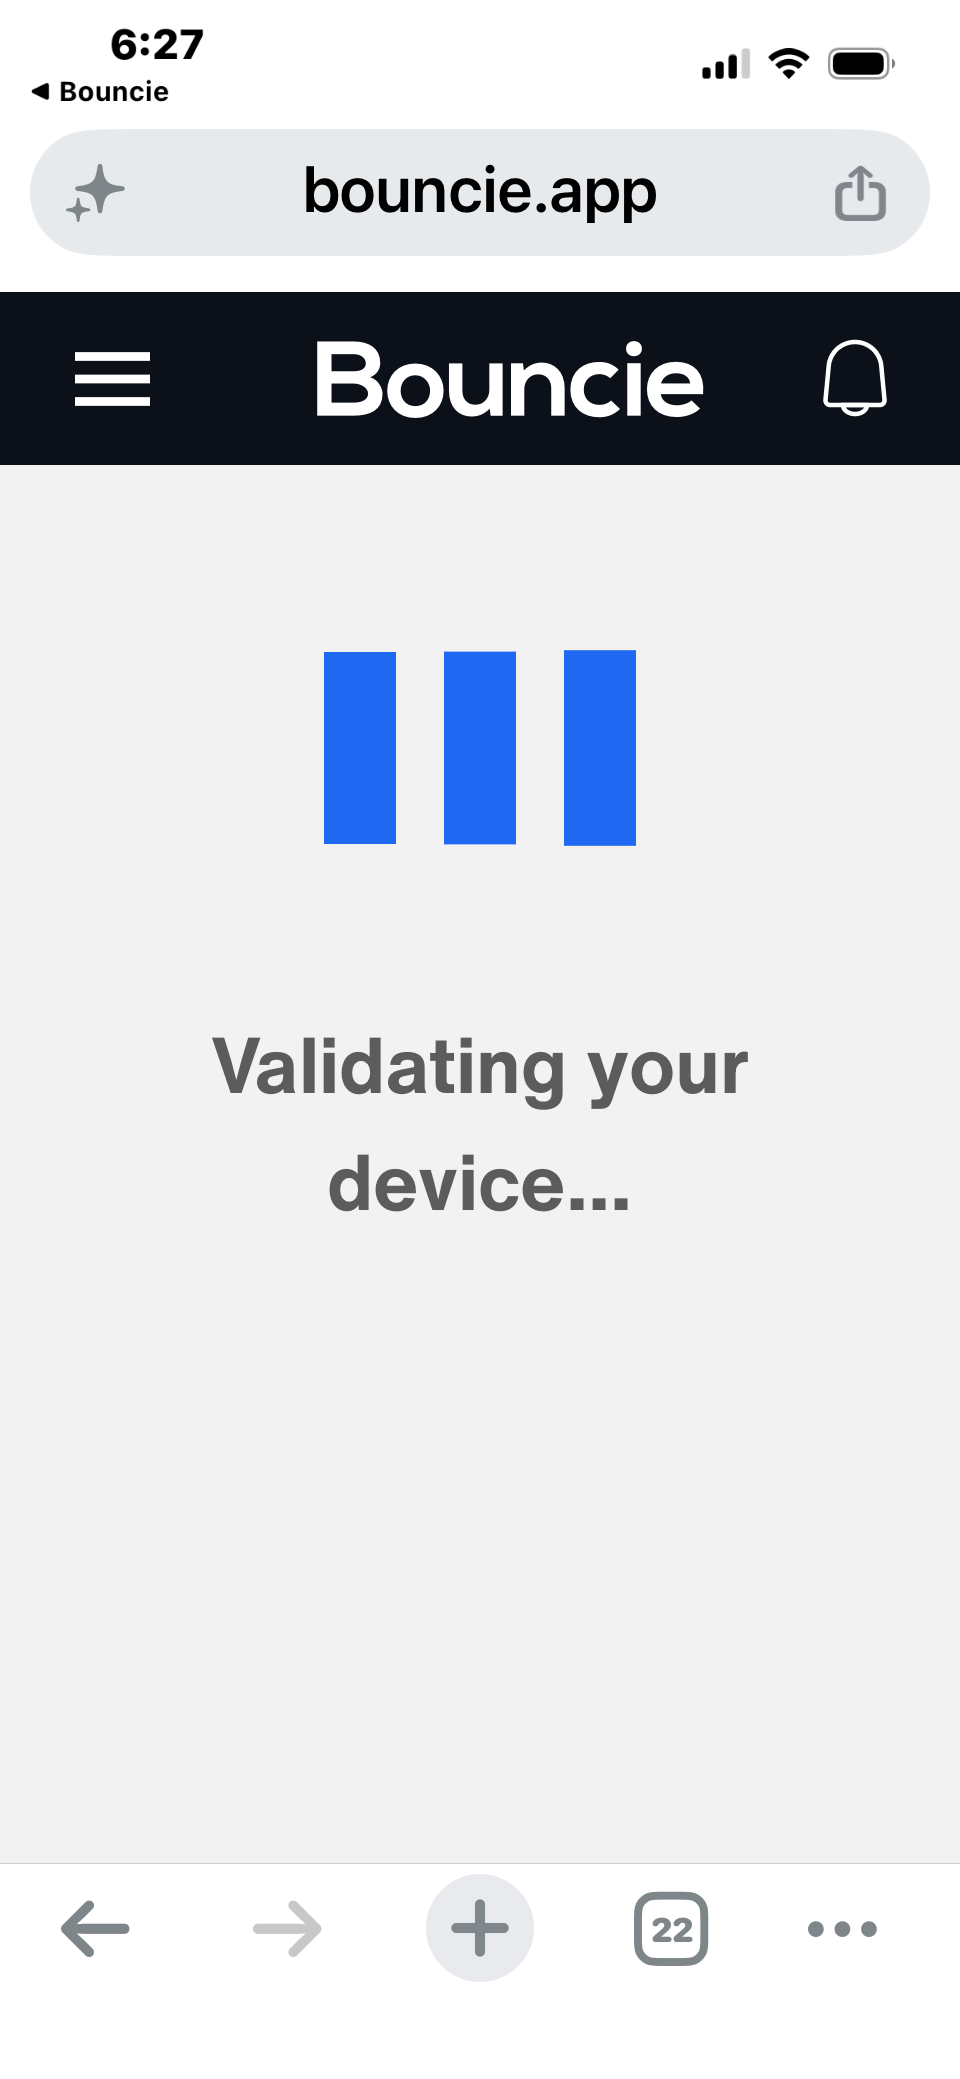 6:27
Bouncie
bouncie.app
Bouncie
Validating your
device...
22